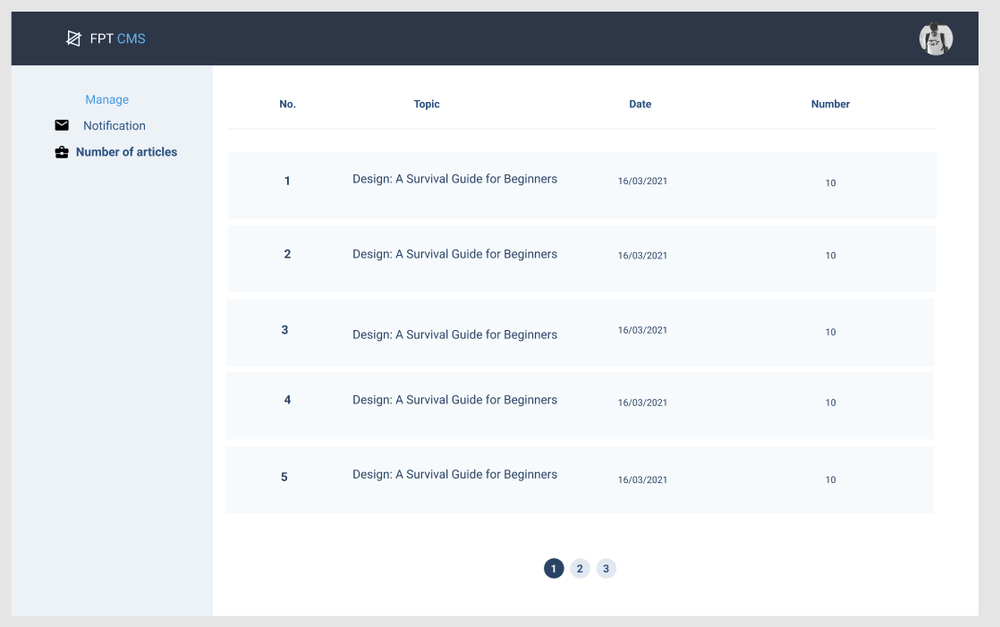 FPT CMS
Manage
Notification
Number of articles
No. Topic Date Number
1 Design: A Survival Guide for Beginners 16/03/2021 10
2 Design: A Survival Guide for Beginners 16/03/2021 10
3 Design: A Survival Guide for Beginners 16/03/2021 10
4 Design: A Survival Guide for Beginners 16/03/2021 10
5 Design: A Survival Guide for Beginners 16/03/2021 10
1 2 3